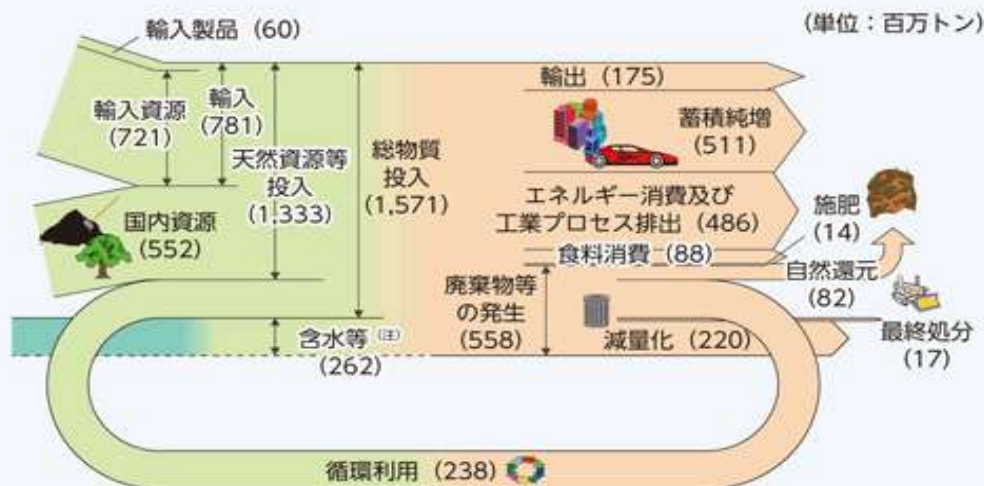 (単位：百万トン)
輸入製品（60）
輸入資源
（721）
輸入
（781）
天然資源等
投入
（1,333）
総物質
投入
（1,571）
国内資源
（552）
含水等（注）
（262）
輸出（175）
蓄積純増
（511）
エネルギー消費及び
工業プロセス排出（486）
食料消費（88）
施肥
（14）
自然還元
（82）
廃棄物等
の発生
（558）
減量化（220）
最終処分
（17）
循環利用（238）